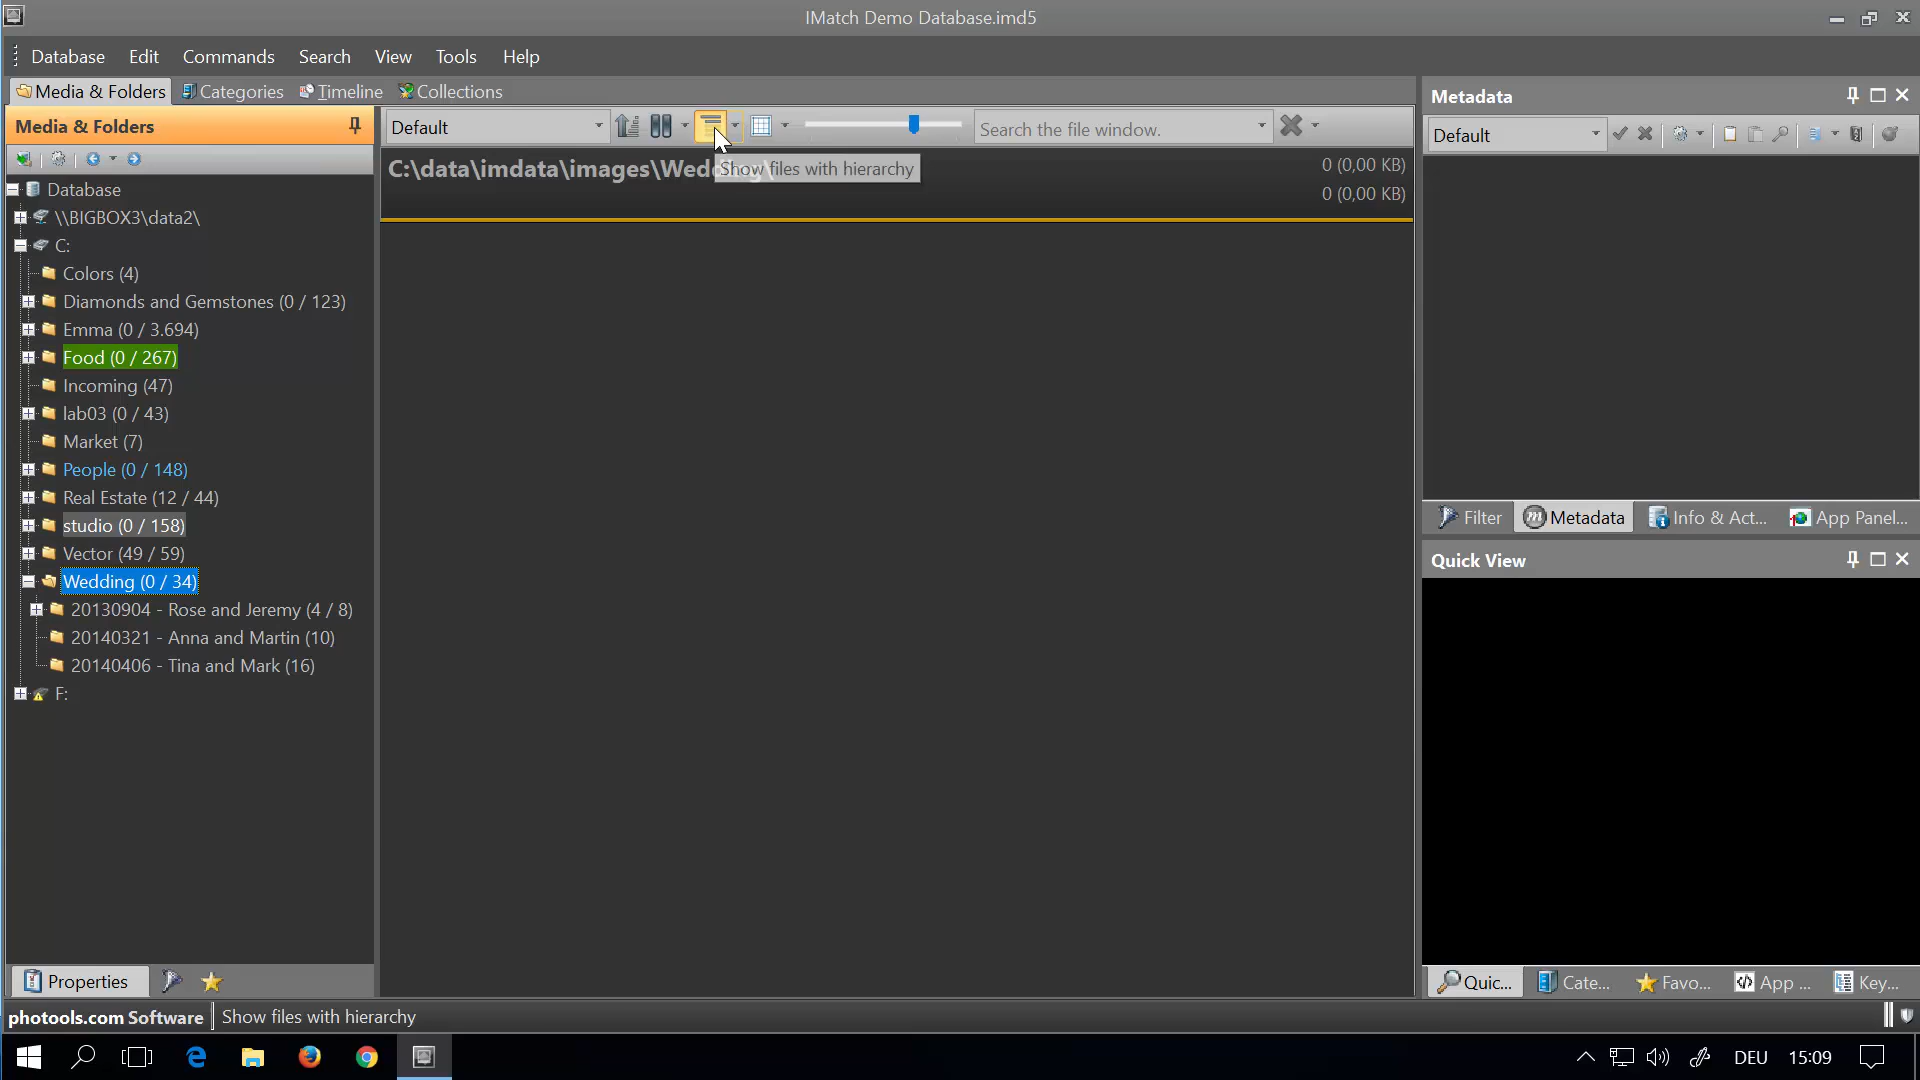 IMatch Demo Database.imd5
Database Edit Commands Search View Tools Help
Media & Folders Categories Timeline Collections
Media & Folders
Default
Search the file window.
Show files with hierarchy
C:\data\imdata\images\Wedding\
0 (0,00 KB)
0 (0,00 KB)
Database
\\BIGBOX3\data2\
C:
Colors (4)
Diamonds and Gemstones (0 / 123)
Emma (0 / 3.694)
Food (0 / 267)
Incoming (47)
lab03 (0 / 43)
Market (7)
People (0 / 148)
Real Estate (12 / 44)
studio (0 / 158)
Vector (49 / 59)
Wedding (0 / 34)
20130904 - Rose and Jeremy (4 / 8)
20140321 - Anna and Martin (10)
20140406 - Tina and Mark (16)
F:
Properties
Metadata
Default
Filter Metadata Info & Act... App Panel...
Quick View
Quic... Cate... Favo... App ... Key...
photools.com Software Show files with hierarchy
DEU 15:09